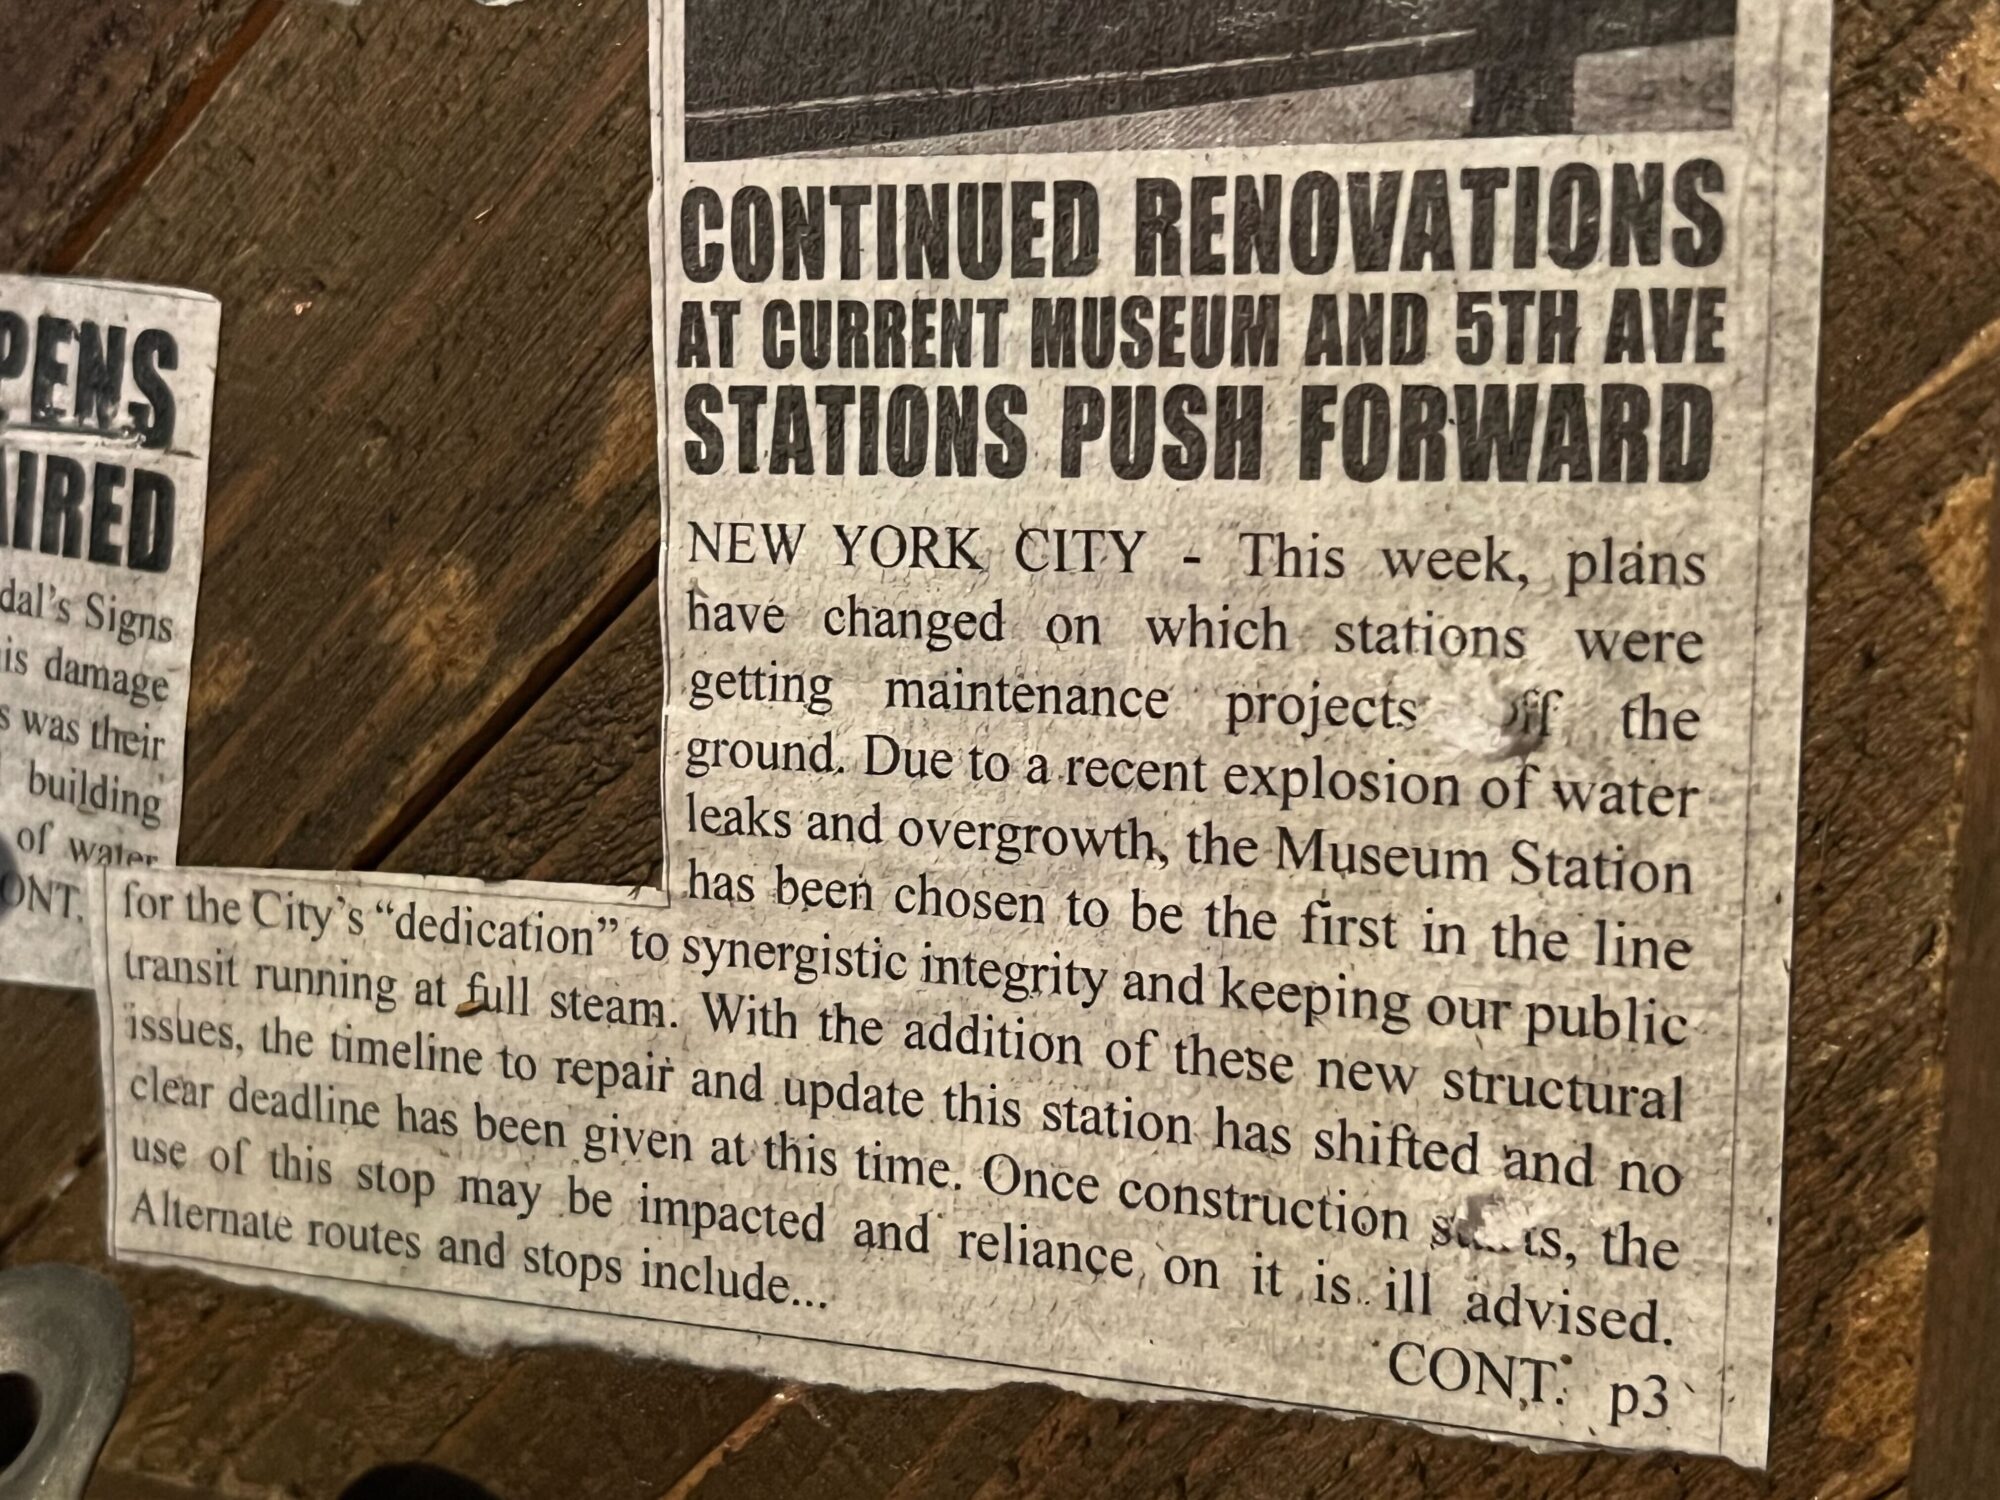 PENS
AIRED
dal's Signs
is damage
s was their
building
of water
ONT.
CONTINUED RENOVATIONS
AT CURRENT MUSEUM AND 5TH AVE
STATIONS PUSH FORWARD
NEW YORK CITY - This week, plans
have changed on which stations were
getting maintenance projects off the
ground. Due to a recent explosion of water
leaks and overgrowth, the Museum Station
has been chosen to be the first in the line
for the City's “dedication” to synergistic integrity and keeping our public
transit running at full steam. With the addition of these new structural
issues, the timeline to repair and update this station has shifted and no
clear deadline has been given at this time. Once construction starts, the
use of this stop may be impacted and reliance on it is ill advised.
Alternate routes and stops include...
CONT. p3